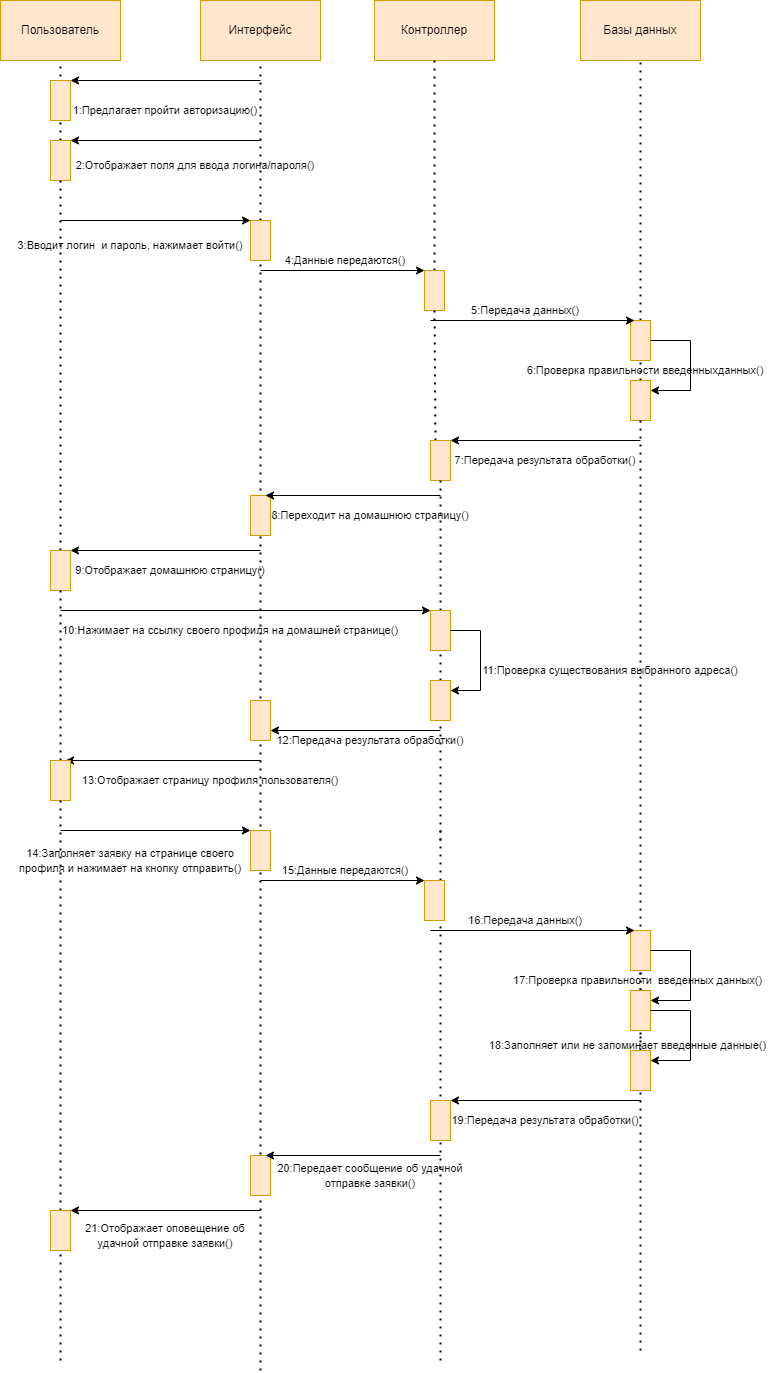 Пользователь
Интерфейс
Контроллер
Базы данных
1:Предлагает пройти авторизацию()
2:Отображает поля для ввода логина/пароля()
3:Вводит логин  и пароль, нажимает войти()
4:Данные передаются()
5:Передача данных()
6:Проверка правильности введенныхданных()
7:Передача результата обработки()
8:Переходит на домашнюю страницу()
9:Отображает домашнюю страницу()
10:Нажимает на ссылку своего профиля на домашней странице()
11:Проверка существования выбранного адреса()
12:Передача результата обработки()
13:Отображает страницу профиля пользователя()
14:Заполняет заявку на странице своего
профиля и нажимает на кнопку отправить()
15:Данные передаются()
16:Передача данных()
17:Проверка правильности  введенных данных()
18:Заполняет или не запоминает введенные данные()
19:Передача результата обработки()
20:Передает сообщение об удачной
отправке заявки()
21:Отображает оповещение об
удачной отправке заявки()